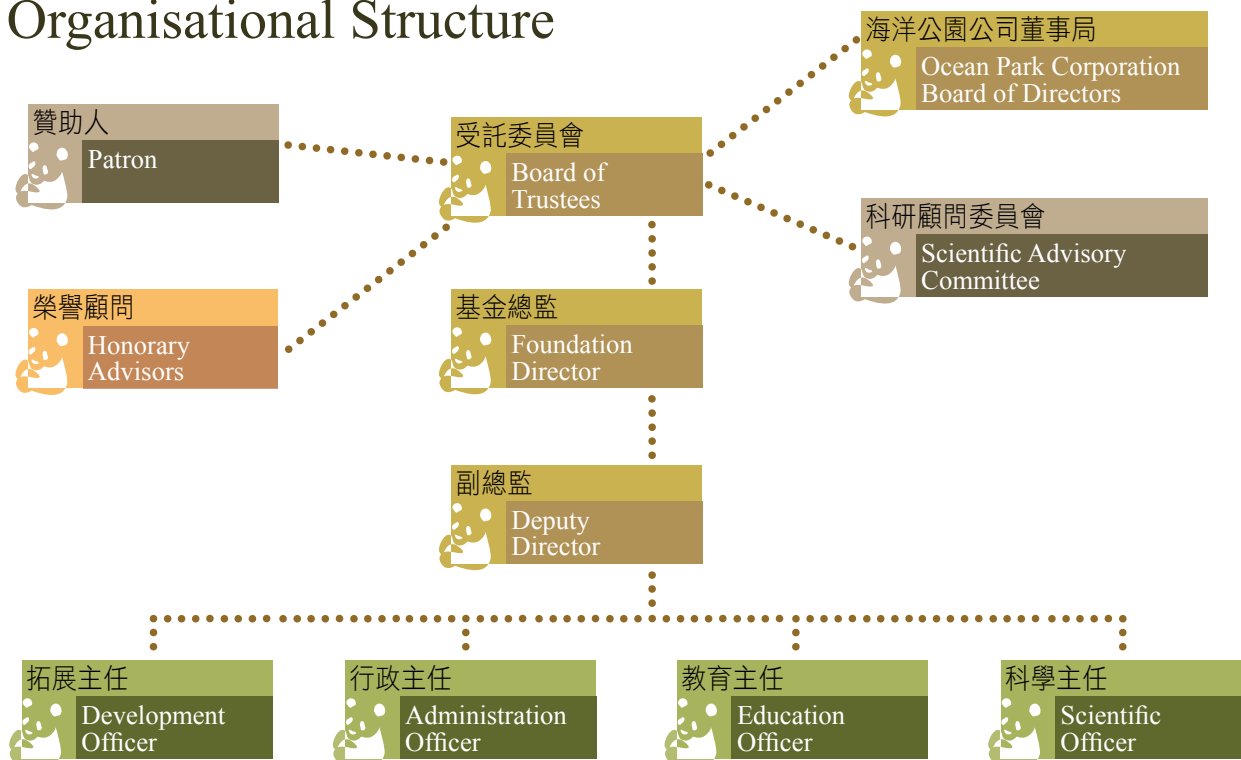 Organisational Structure
海洋公園公司董事局
Ocean Park Corporation
Board of Directors
贊助人
Patron
受託委員會
Board of
Trustees
科研顧問委員會
Scientific Advisory
Committee
榮譽顧問
Honorary
Advisors
基金總監
Foundation
Director
副總監
Deputy
Director
拓展主任
Development
Officer
行政主任
Administration
Officer
教育主任
Education
Officer
科學主任
Scientific
Officer